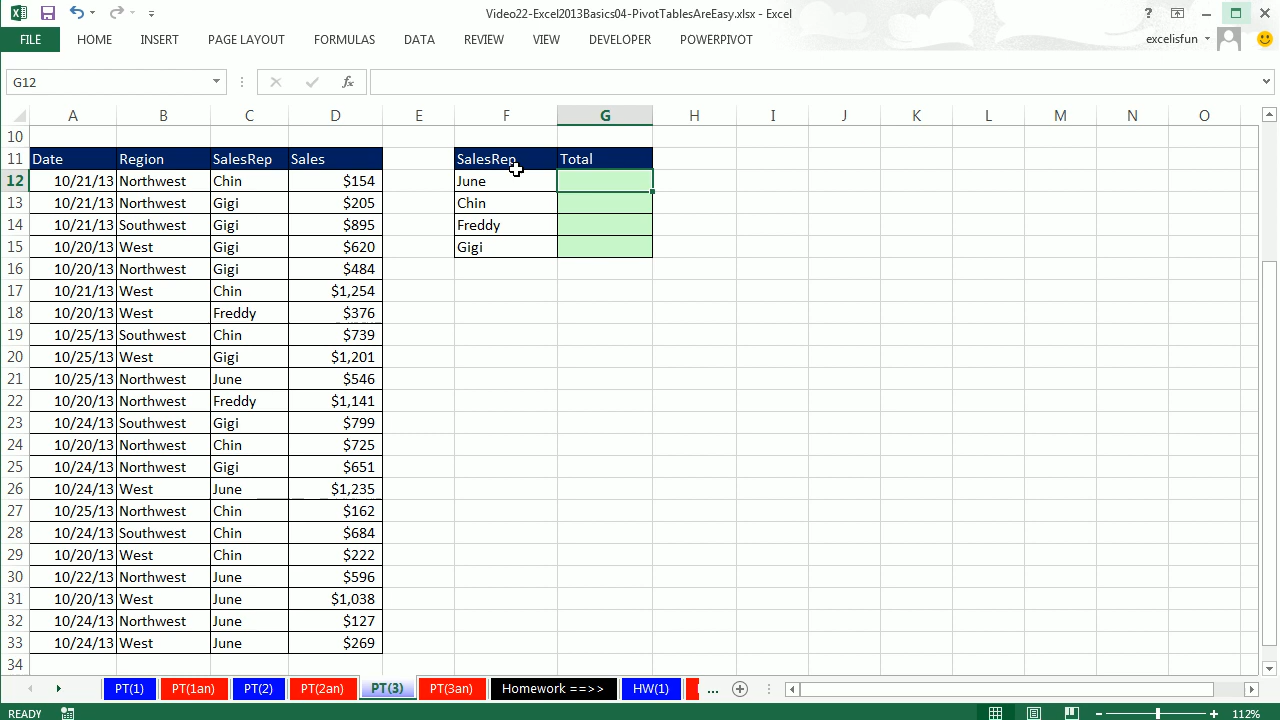 Video22-Excel2013Basics04-PivotTablesAreEasy.xlsx - Excel
FILE HOME INSERT PAGE LAYOUT FORMULAS DATA REVIEW VIEW DEVELOPER POWERPIVOT excelisfun
G12 fx
A B C D E F G H I J K L M N O
10
11 Date Region SalesRep Sales SalesRep Total
12 10/21/13 Northwest Chin $154 June
13 10/21/13 Northwest Gigi $205 Chin
14 10/21/13 Southwest Gigi $895 Freddy
15 10/20/13 West Gigi $620 Gigi
16 10/20/13 Northwest Gigi $484
17 10/21/13 West Chin $1,254
18 10/20/13 West Freddy $376
19 10/25/13 Southwest Chin $739
20 10/25/13 West Gigi $1,201
21 10/25/13 Northwest June $546
22 10/20/13 Northwest Freddy $1,141
23 10/24/13 Southwest Gigi $799
24 10/20/13 Northwest Chin $725
25 10/24/13 Northwest Gigi $651
26 10/24/13 West June $1,235
27 10/25/13 Northwest Chin $162
28 10/24/13 Southwest Chin $684
29 10/20/13 West Chin $222
30 10/22/13 Northwest June $596
31 10/20/13 West June $1,038
32 10/24/13 Northwest June $127
33 10/24/13 West June $269
34
PT(1) PT(1an) PT(2) PT(2an) PT(3) PT(3an) Homework ==>> HW(1) ...
READY 112%